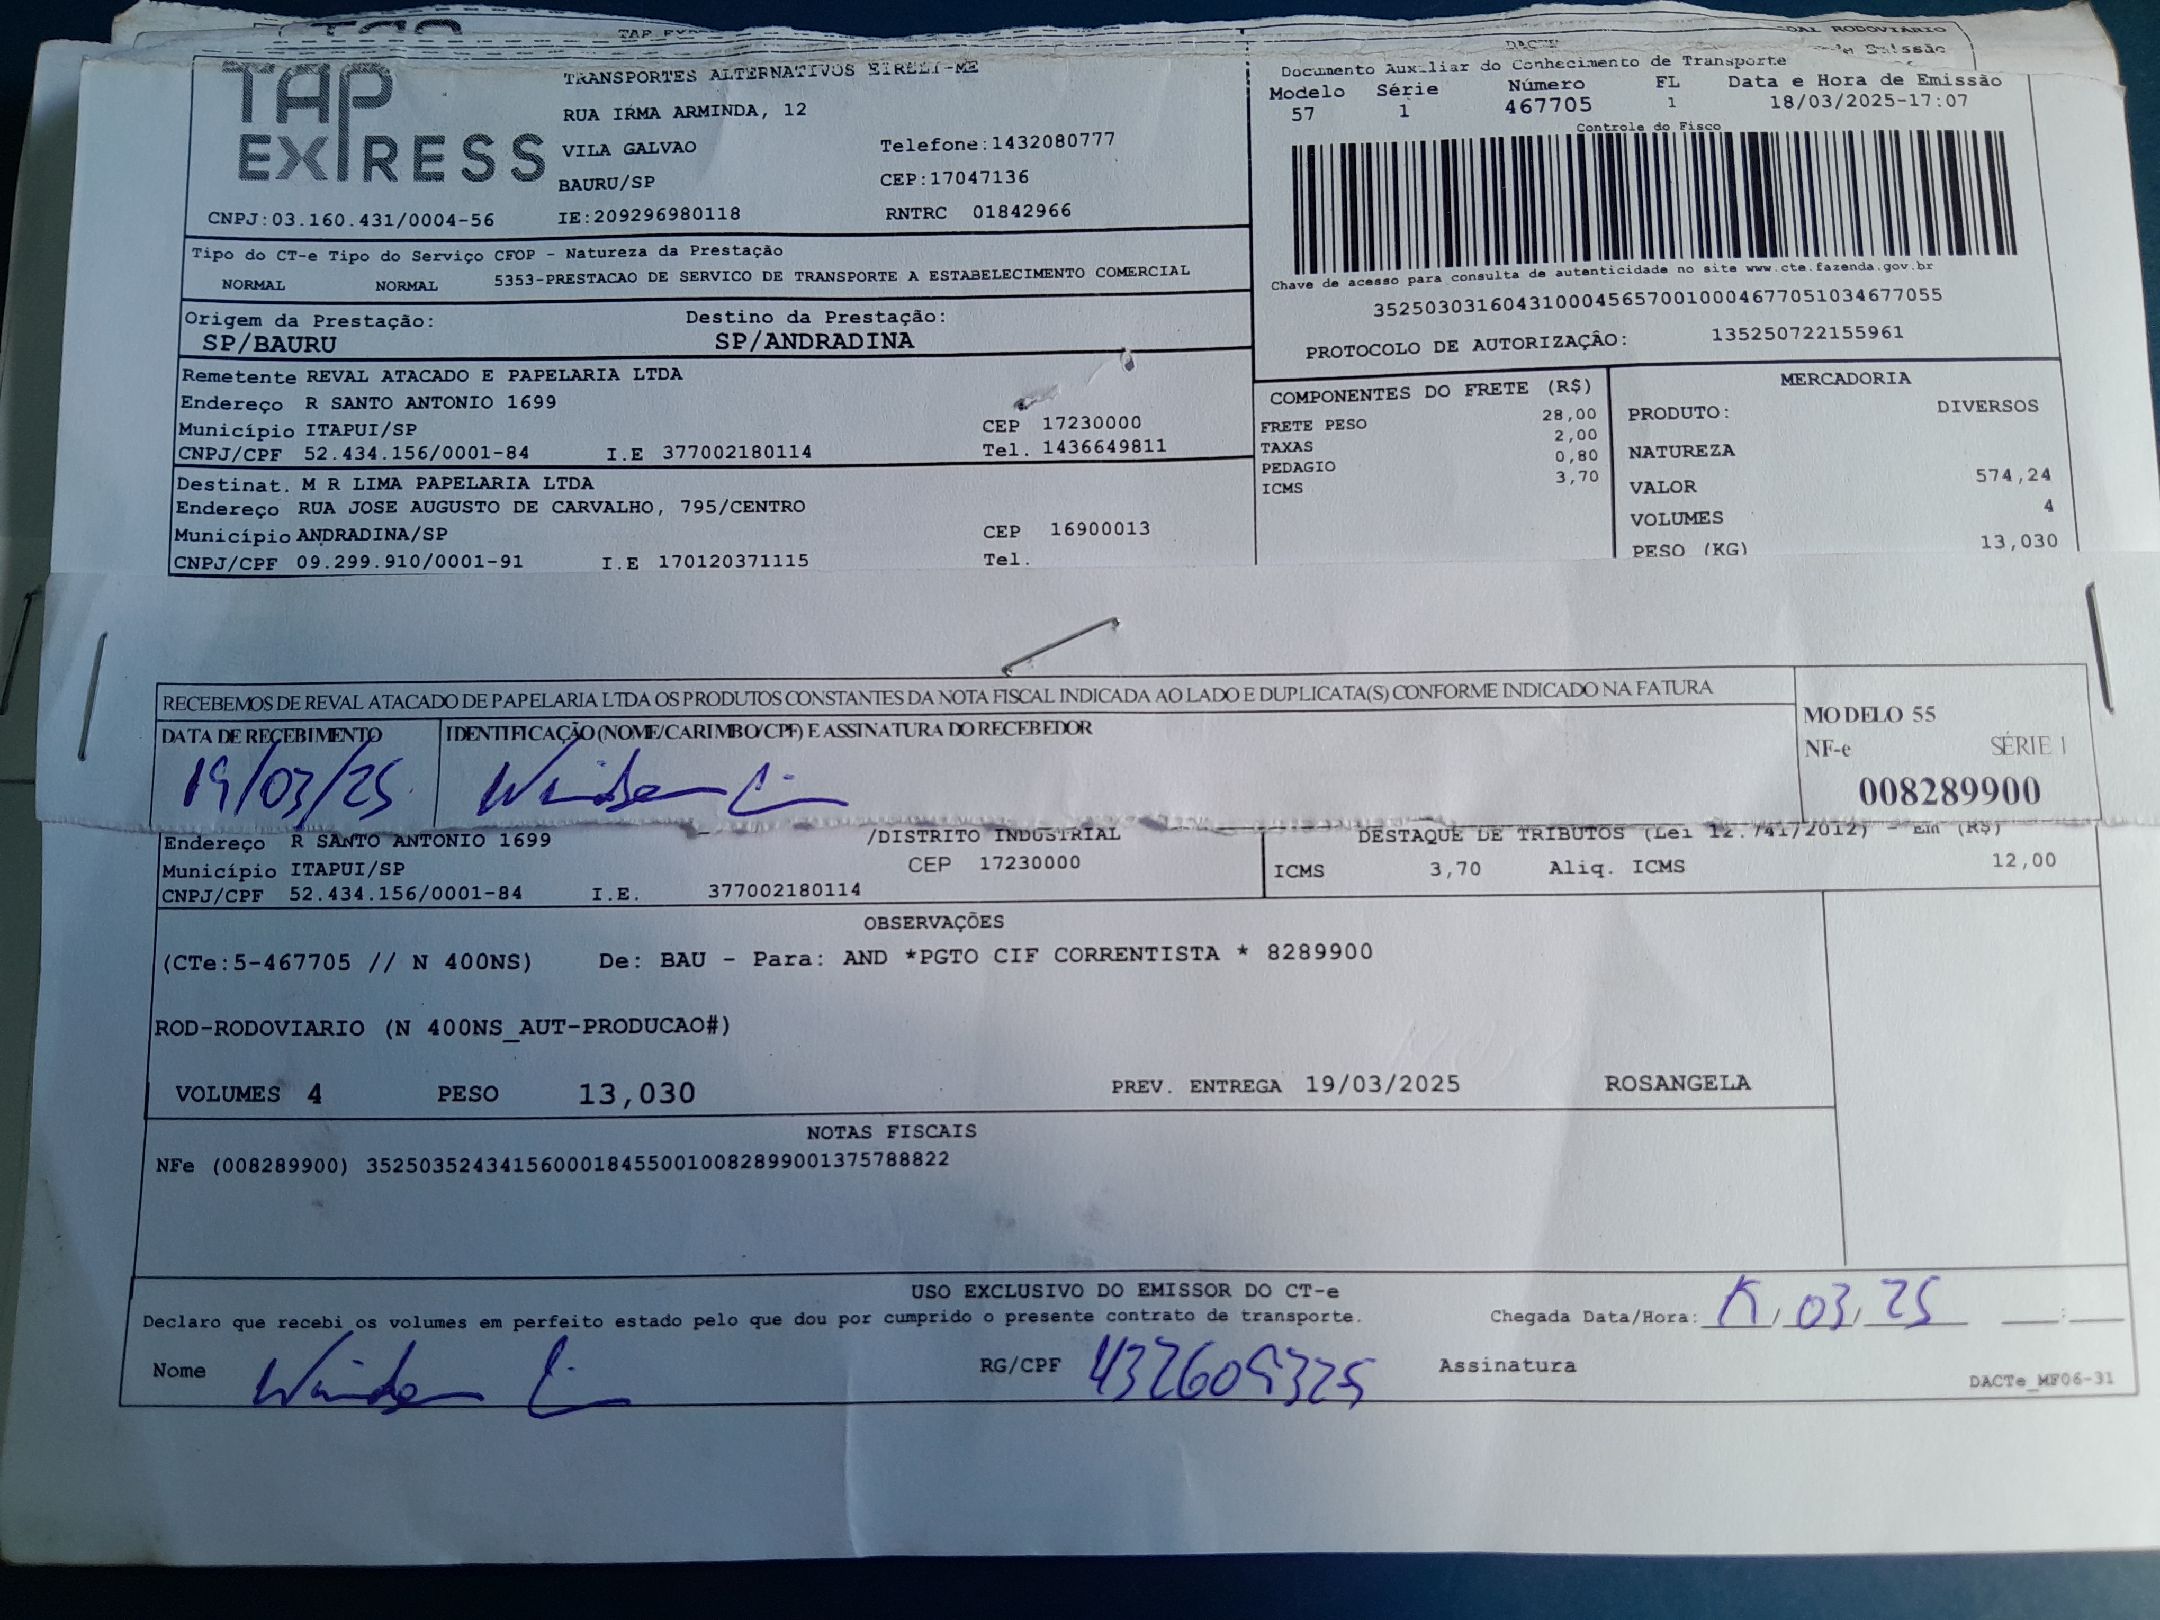 TAP EXPRESS
TRANSPORTES ALTERNATIVOS EIRELI-ME
RUA IRMA ARMINDA, 12
VILA GALVAO Telefone:1432080777
BAURU/SP CEP:17047136
CNPJ:03.160.431/0004-56 IE:209296980118 RNTRC 01842966
DACTE
Documento Auxiliar do Conhecimento de Transporte
Modelo Série Número FL Data e Hora de Emissão
57 1 467705 1 18/03/2025-17:07
Controle do Fisco
Chave de acesso para consulta de autenticidade no site www.cte.fazenda.gov.br
35250303160431000456570010004677051034677055
PROTOCOLO DE AUTORIZAÇÃO: 135250722155961
Tipo do CT-e Tipo do Serviço CFOP - Natureza da Prestação
NORMAL NORMAL 5353-PRESTACAO DE SERVICO DE TRANSPORTE A ESTABELECIMENTO COMERCIAL
Origem da Prestação: Destino da Prestação:
SP/BAURU SP/ANDRADINA
Remetente REVAL ATACADO E PAPELARIA LTDA
Endereço R SANTO ANTONIO 1699
Município ITAPUI/SP CEP 17230000
CNPJ/CPF 52.434.156/0001-84 I.E 377002180114 Tel. 1436649811
Destinat. M R LIMA PAPELARIA LTDA
Endereço RUA JOSE AUGUSTO DE CARVALHO, 795/CENTRO
Município ANDRADINA/SP CEP 16900013
CNPJ/CPF 09.299.910/0001-91 I.E 170120371115 Tel.
COMPONENTES DO FRETE (R$)
FRETE PESO 28,00
TAXAS 2,00
PEDAGIO 0,80
ICMS 3,70
MERCADORIA
PRODUTO: DIVERSOS
NATUREZA
VALOR 574,24
VOLUMES 4
PESO (KG) 13,030
RECEBEMOS DE REVAL ATACADO DE PAPELARIA LTDA OS PRODUTOS CONSTANTES DA NOTA FISCAL INDICADA AO LADO E DUPLICATA(S) CONFORME INDICADO NA FATURA
DATA DE RECEBIMENTO IDENTIFICAÇÃO (NOME/CARIMBO/CPF) E ASSINATURA DO RECEBEDOR
19/03/25
MODELO 55
NF-e SÉRIE 1
008289900
Endereço R SANTO ANTONIO 1699 /DISTRITO INDUSTRIAL
Município ITAPUI/SP CEP 17230000
CNPJ/CPF 52.434.156/0001-84 I.E. 377002180114
DESTAQUE DE TRIBUTOS (Lei 12.741/2012) - Em (R$)
ICMS 3,70 Aliq. ICMS 12,00
OBSERVAÇÕES
(CTe:5-467705 // N 400NS) De: BAU - Para: AND *PGTO CIF CORRENTISTA * 8289900
ROD-RODOVIARIO (N 400NS_AUT-PRODUCAO#)
VOLUMES 4 PESO 13,030 PREV. ENTREGA 19/03/2025 ROSANGELA
NOTAS FISCAIS
NFe (008289900) 35250352434156000184550010082899001375788822
USO EXCLUSIVO DO EMISSOR DO CT-e
Declaro que recebi os volumes em perfeito estado pelo que dou por cumprido o presente contrato de transporte. Chegada Data/Hora: /03/25
Nome RG/CPF 432609325 Assinatura
DACTe_MF06-31